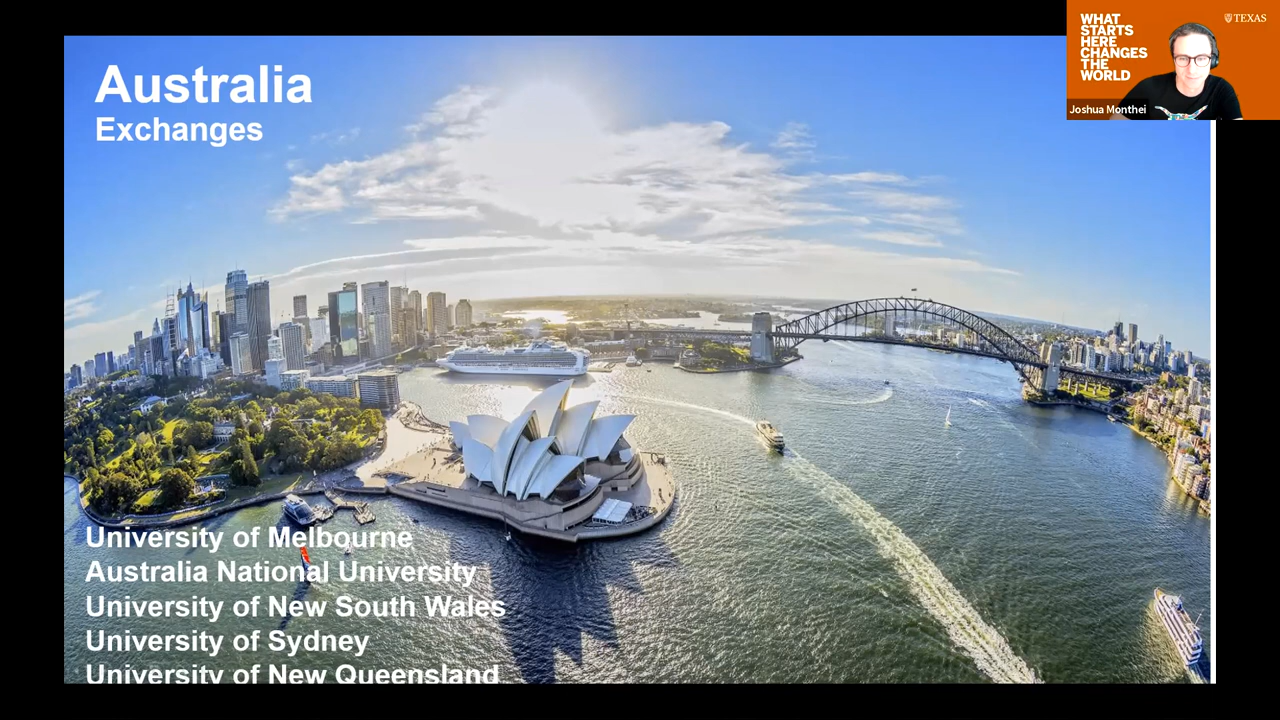 Australia
Exchanges
WHAT
STARTS
HERE
CHANGES
THE
WORLD
TEXAS
Joshua Monthei
University of Melbourne
Australia National University
University of New South Wales
University of Sydney
University of New Queensland